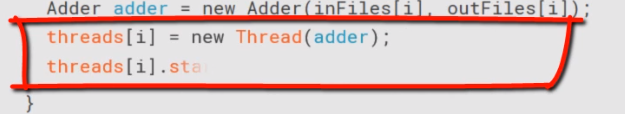 Adder adder = new Adder(inFiles[i], outFiles[i]);
threads[i] = new Thread(adder);
threads[i].sta
}